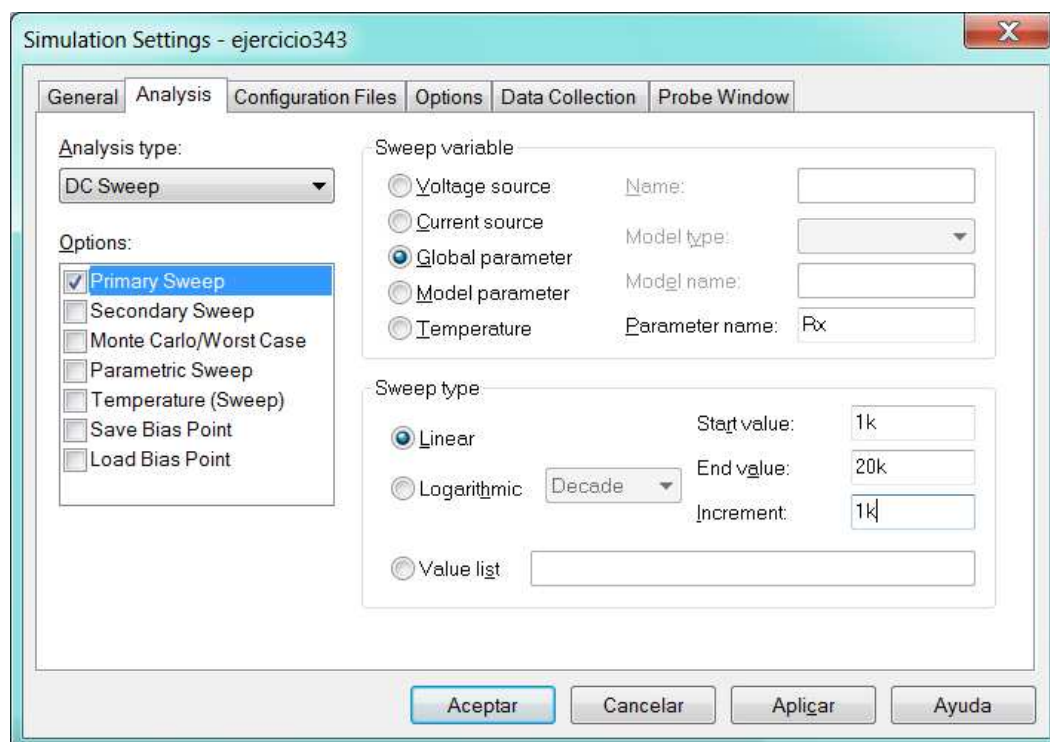 Simulation Settings - ejercicio343
X
General Analysis Configuration Files Options Data Collection Probe Window
Analysis type:
DC Sweep
Options:
Primary Sweep
Secondary Sweep
Monte Carlo/Worst Case
Parametric Sweep
Temperature (Sweep)
Save Bias Point
Load Bias Point
Sweep variable
Voltage source
Current source
Global parameter
Model parameter
Temperature
Name:
Model type:
Model name:
Parameter name: Rx
Sweep type
Linear
Logarithmic Decade
Start value: 1k
End value: 20k
Increment: 1k
Value list
Aceptar Cancelar Aplicar Ayuda